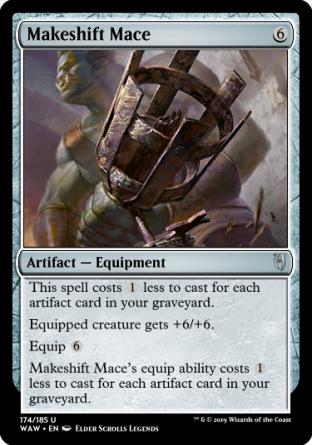 Makeshift Mace 6
Artifact — Equipment
This spell costs 1 less to cast for each
artifact card in your graveyard.
Equipped creature gets +6/+6.
Equip 6
Makeshift Mace's equip ability costs 1
less to cast for each artifact card in your
graveyard.
174/185 U
WAW • EN Elder Scrolls Legends
™ & © 2019 Wizards of the Coast